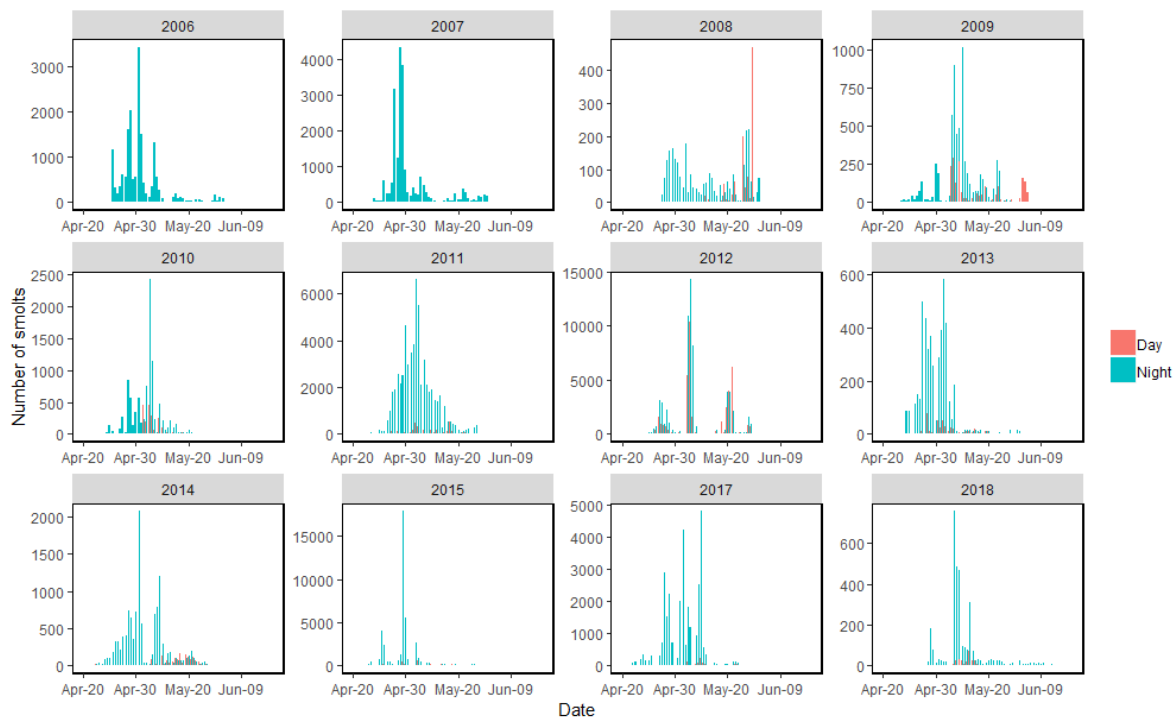 2006 2007 2008 2009
3000 4000 400 1000
2000 3000 300 750
1000 2000 200 500
0 1000 100 250
0 0 0
Apr-20 Apr-30 May-20 Jun-09 Apr-20 Apr-30 May-20 Jun-09 Apr-20 Apr-30 May-20 Jun-09 Apr-20 Apr-30 May-20 Jun-09
2010 2011 2012 2013
2500 6000 15000 600
2000 4000 10000 400
1500 2000 5000 200
1000 0 0 0
500
0
Apr-20 Apr-30 May-20 Jun-09 Apr-20 Apr-30 May-20 Jun-09 Apr-20 Apr-30 May-20 Jun-09 Apr-20 Apr-30 May-20 Jun-09
Number of smolts
Day
Night
2014 2015 2017 2018
2000 15000 5000 600
1500 10000 4000 400
1000 5000 3000 200
500 0 2000 0
0 1000
0
Apr-20 Apr-30 May-20 Jun-09 Apr-20 Apr-30 May-20 Jun-09 Apr-20 Apr-30 May-20 Jun-09 Apr-20 Apr-30 May-20 Jun-09
Date